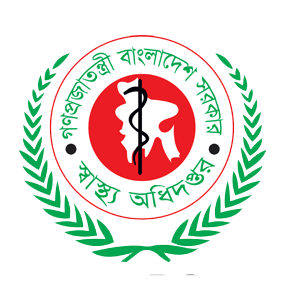 গণপ্রজাতন্ত্রী বাংলাদেশ সরকার
স্বাস্থ্য অধিদপ্তর